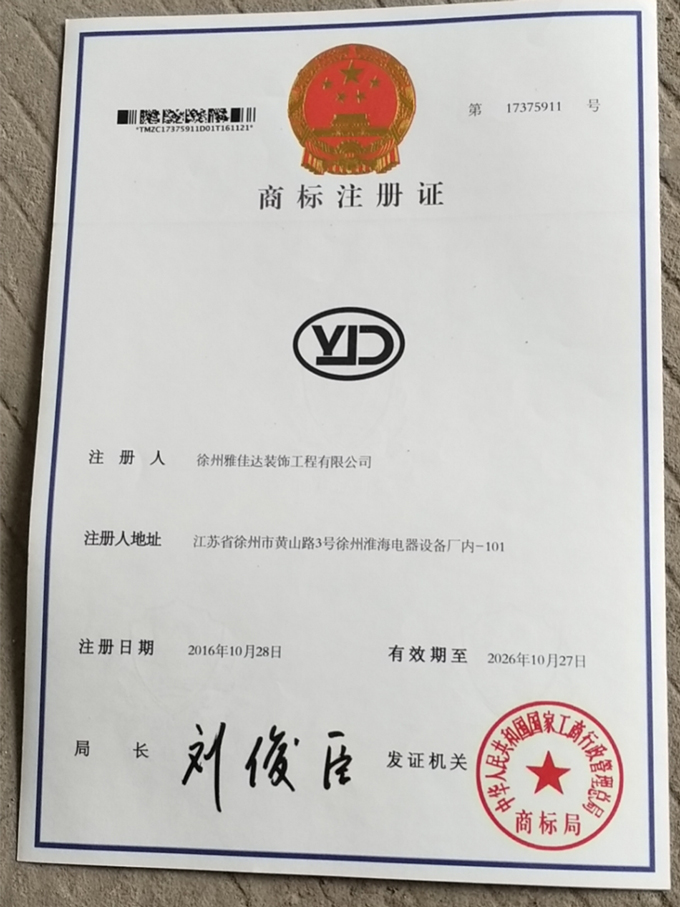 第 17375911 号
*TMZC17375911D01T161121*
商标注册证
YJD
注册人 徐州雅佳达装饰工程有限公司
注册人地址 江苏省徐州市黄山路3号徐州淮海电器设备厂内-101
注册日期 2016年10月28日 有效期至 2026年10月27日
局长 刘俊臣 发证机关
中华人民共和国国家工商行政管理总局
商标局